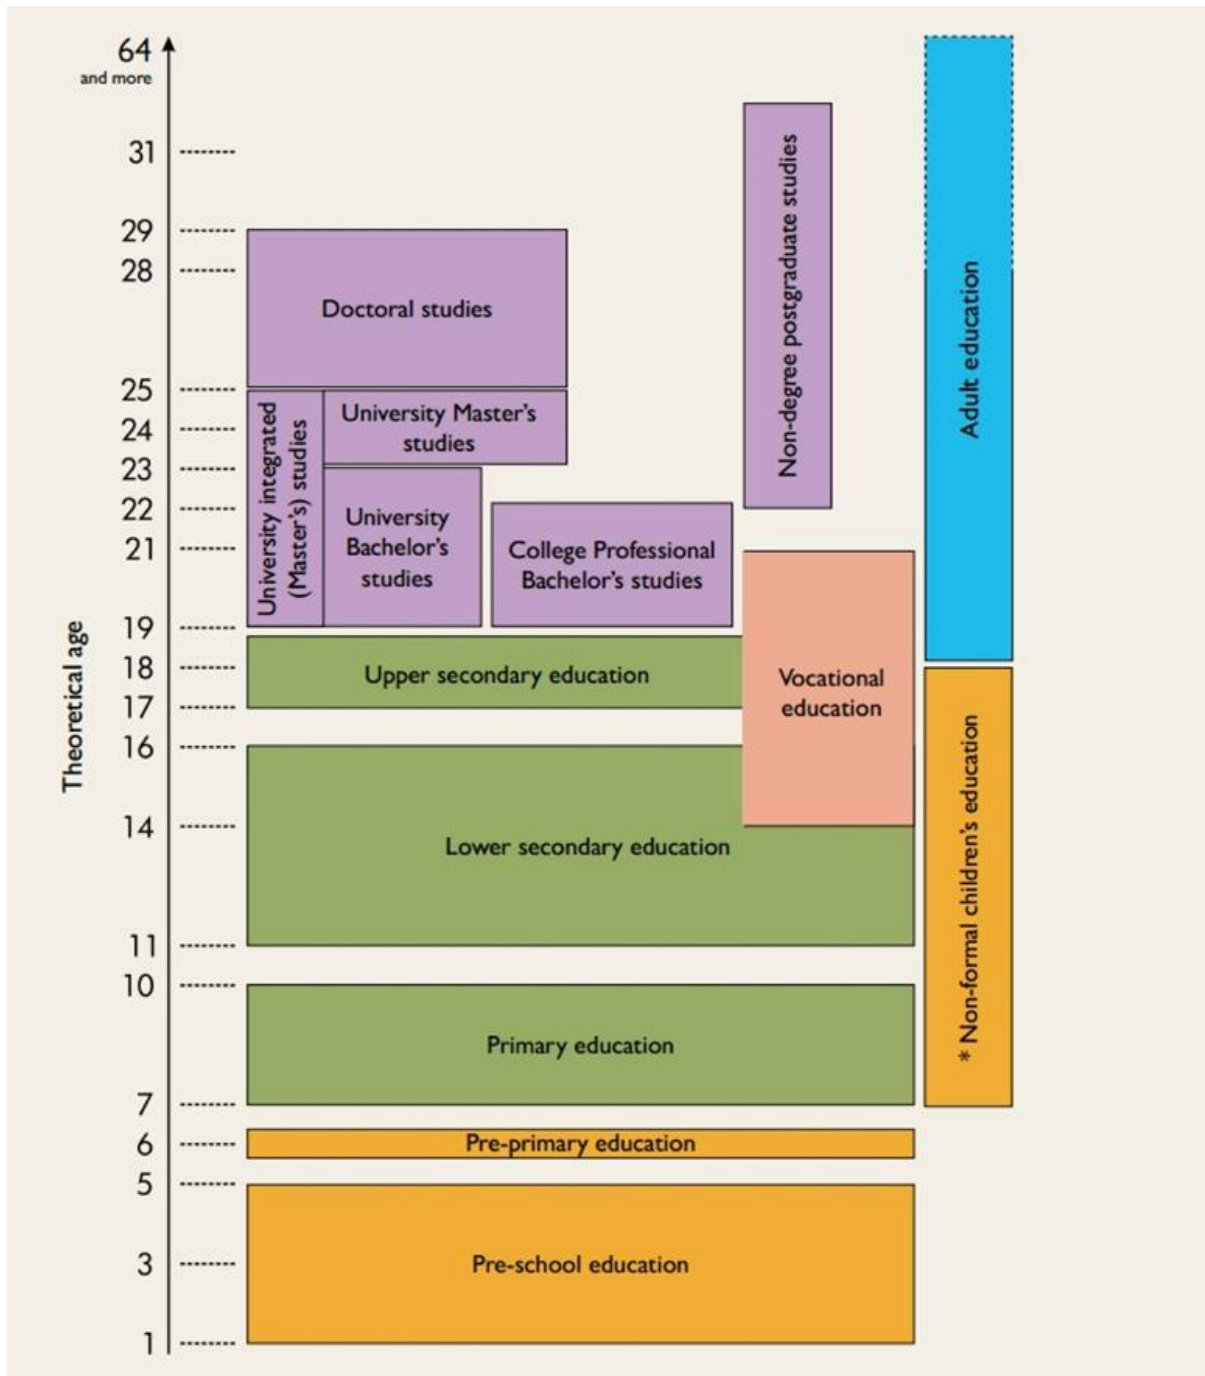 64
and more
31
29
28
25
24
23
22
21
19
18
17
16
14
11
10
7
6
5
3
1
Theoretical age
Doctoral studies
University integrated
(Master's) studies
University Master's
studies
University
Bachelor's
studies
College Professional
Bachelor's studies
Non-degree postgraduate studies
Upper secondary education
Vocational
education
Lower secondary education
Primary education
Pre-primary education
Pre-school education
Adult education
* Non-formal children's education